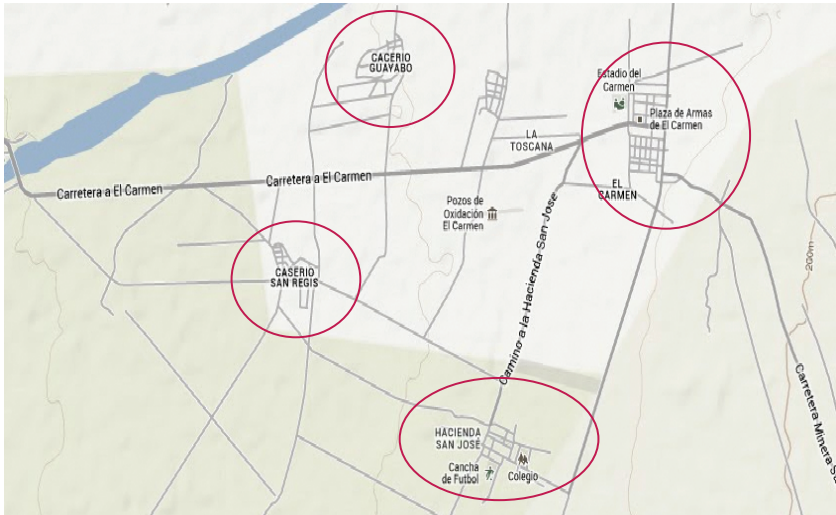 CACERIO
GUAYABO
Estadio del
Carmen
Plaza de Armas
de El Carmen
LA
TOSCANA
Carretera a El Carmen
Carretera a El Carmen
EL
CARMEN
Pozos de
Oxidación
El Carmen
Camino a la Hacienda San Jose
200m
CASERIO
SAN REGIS
Carretera Minera S
HACIENDA
SAN JOSÉ
Cancha
de Futbol
Colegio